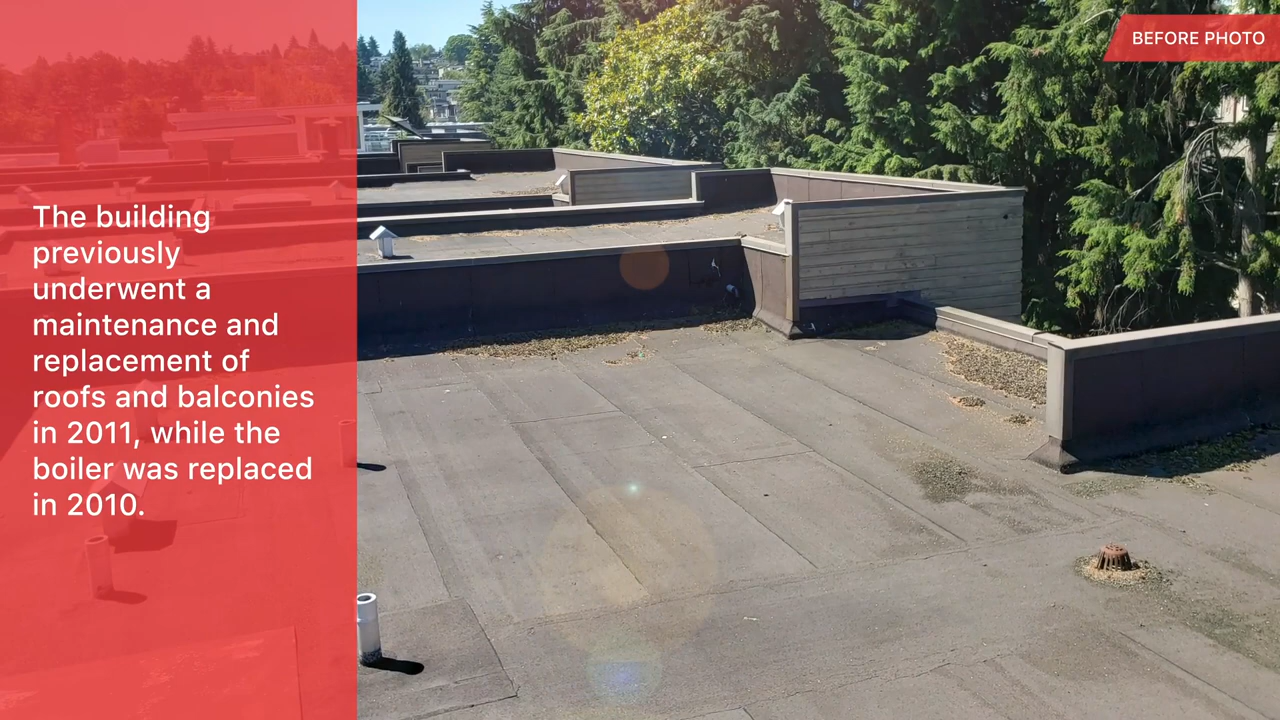 BEFORE PHOTO
The building
previously
underwent a
maintenance and
replacement of
roofs and balconies
in 2011, while the
boiler was replaced
in 2010.